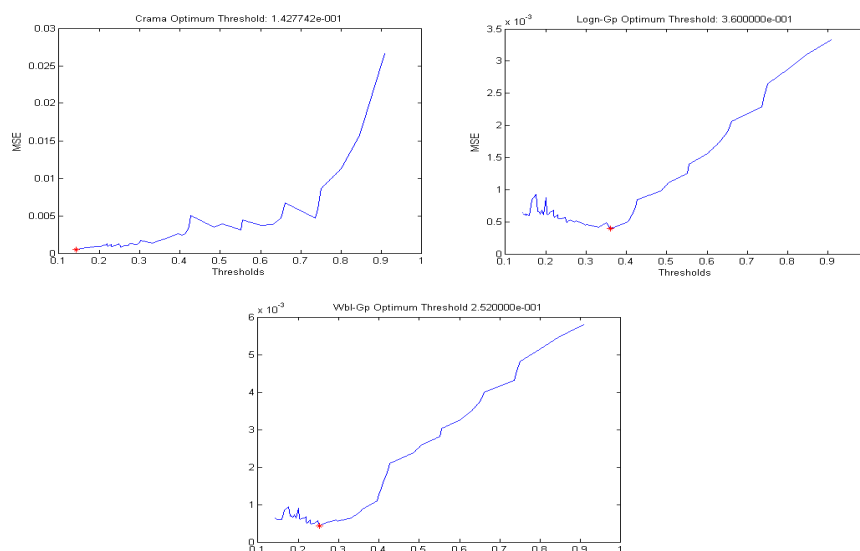 Crama Optimum Threshold: 1.427742e-001
0.03
0.025
0.02
0.015
0.01
0.005
0
MSE
0.1 0.2 0.3 0.4 0.5 0.6 0.7 0.8 0.9 1
Thresholds
Logn-Gp Optimum Threshold: 3.600000e-001
x 10-3
3.5
3
2.5
2
1.5
1
0.5
0
MSE
0.1 0.2 0.3 0.4 0.5 0.6 0.7 0.8 0.9
Thresholds
Wbl-Gp Optimum Threshold 2.520000e-001
x 10-3
6
5
4
3
2
1
0
0.1 0.2 0.3 0.4 0.5 0.6 0.7 0.8 0.9 1